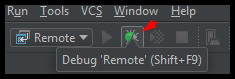 Run Tools VCS Window Help
Remote
Debug 'Remote' (Shift+F9)